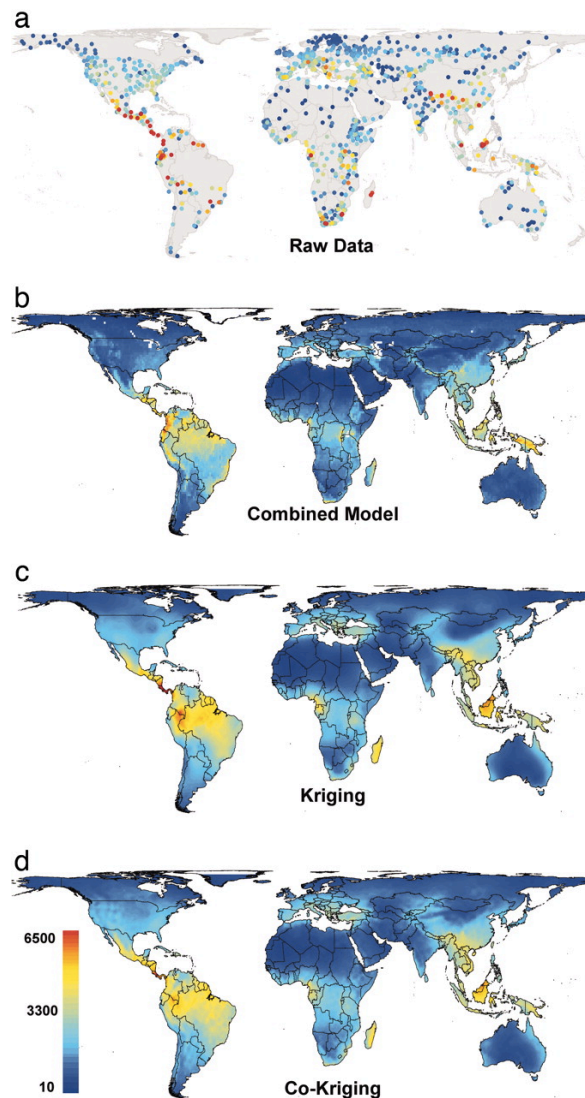 a
Raw Data
b
Combined Model
c
Kriging
d
6500
3300
10
Co-Kriging